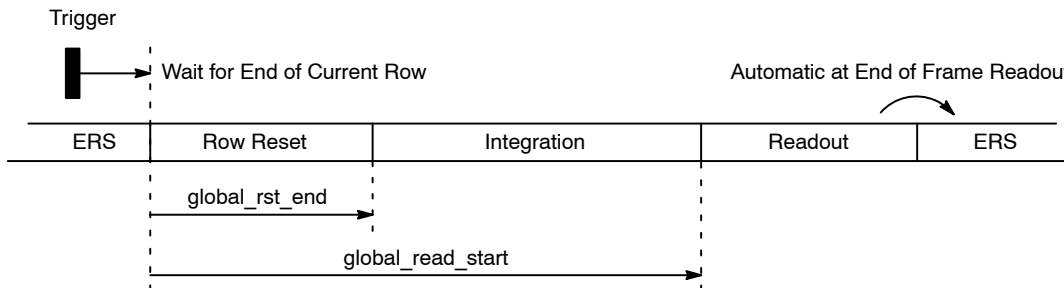 Trigger
Wait for End of Current Row
Automatic at End of Frame Readou
ERS
Row Reset
Integration
Readout
ERS
global_rst_end
global_read_start